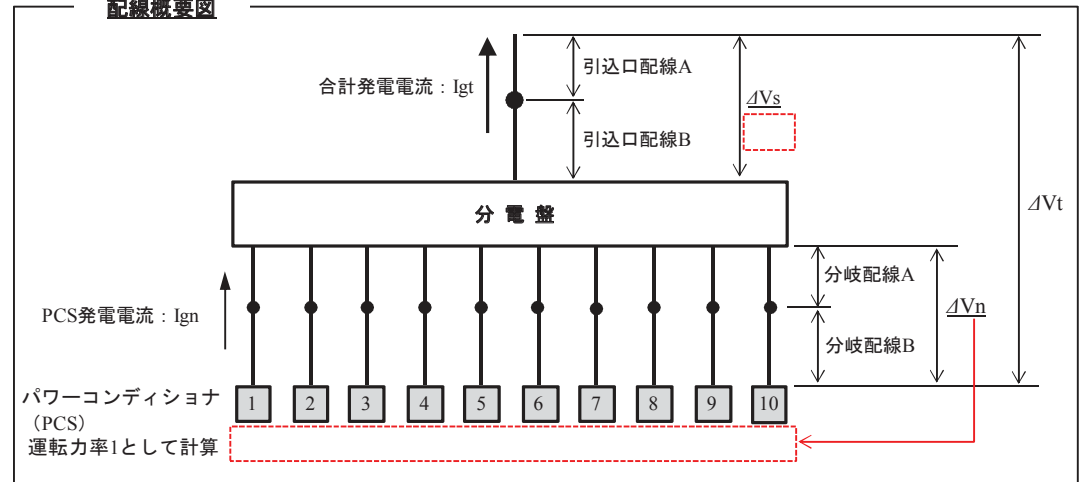 配線概要図
合計発電電流：Igt
引込口配線A
引込口配線B
ΔVs
ΔVt
分電盤
PCS発電電流：Ign
分岐配線A
分岐配線B
ΔVn
パワーコンディショナ
（PCS）
運転力率1として計算
1 2 3 4 5 6 7 8 9 10